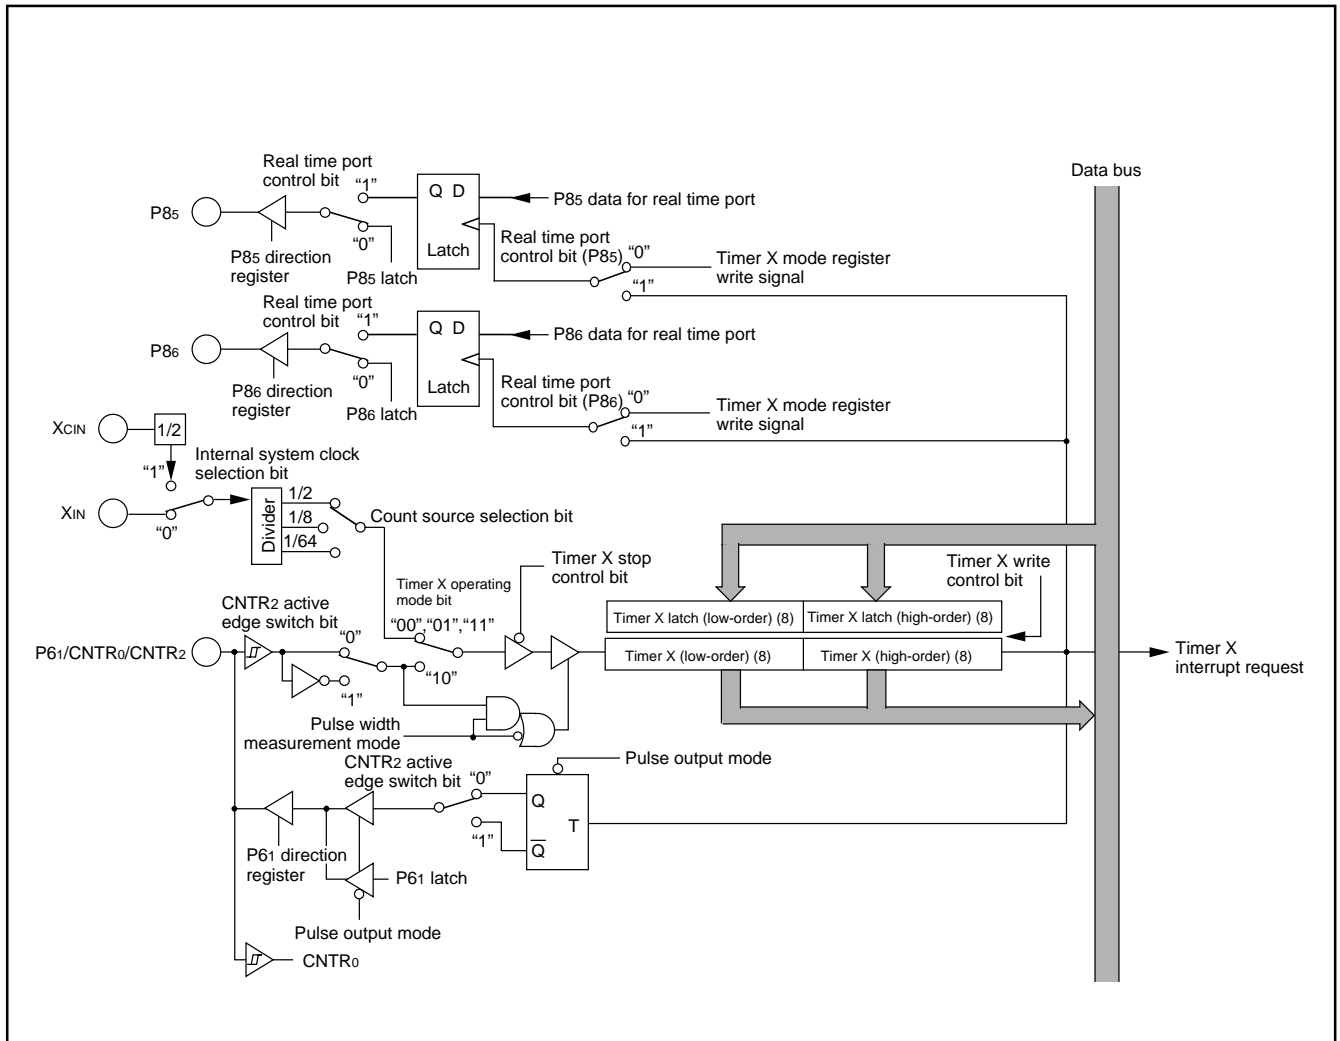 Data bus
Real time port
control bit
“1”
Q D
P85 data for real time port
P85
“0”
Latch
P85 direction
register
P85 latch
Real time port
control bit (P85)
“0”
Timer X mode register
write signal
“1”
Real time port
control bit
“1”
Q D
P86 data for real time port
P86
“0”
Latch
P86 direction
register
P86 latch
Real time port
control bit (P86)
“0”
Timer X mode register
write signal
“1”
XCIN
1/2
“1”
Internal system clock
selection bit
XIN
“0”
Divider
1/2
1/8
1/64
Count source selection bit
Timer X stop
control bit
Timer X write
control bit
Timer X operating
mode bit
CNTR2 active
edge switch bit
“00”,“01”,“11”
Timer X latch (low-order) (8)
Timer X latch (high-order) (8)
P61/CNTR0/CNTR2
“0”
“1”
“10”
Timer X (low-order) (8)
Timer X (high-order) (8)
Timer X
interrupt request
Pulse width
measurement mode
CNTR2 active
edge switch bit
“0”
“1”
Pulse output mode
Q
T
Q̅
P61 direction
register
P61 latch
Pulse output mode
CNTR0